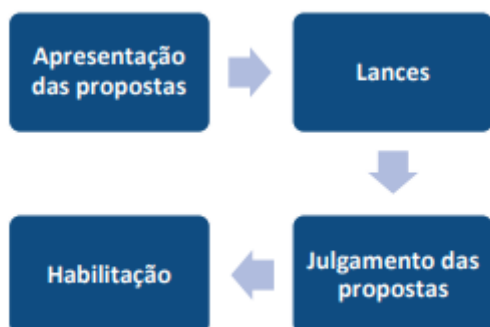 Apresentação
das propostas
Lances
Julgamento das
propostas
Habilitação